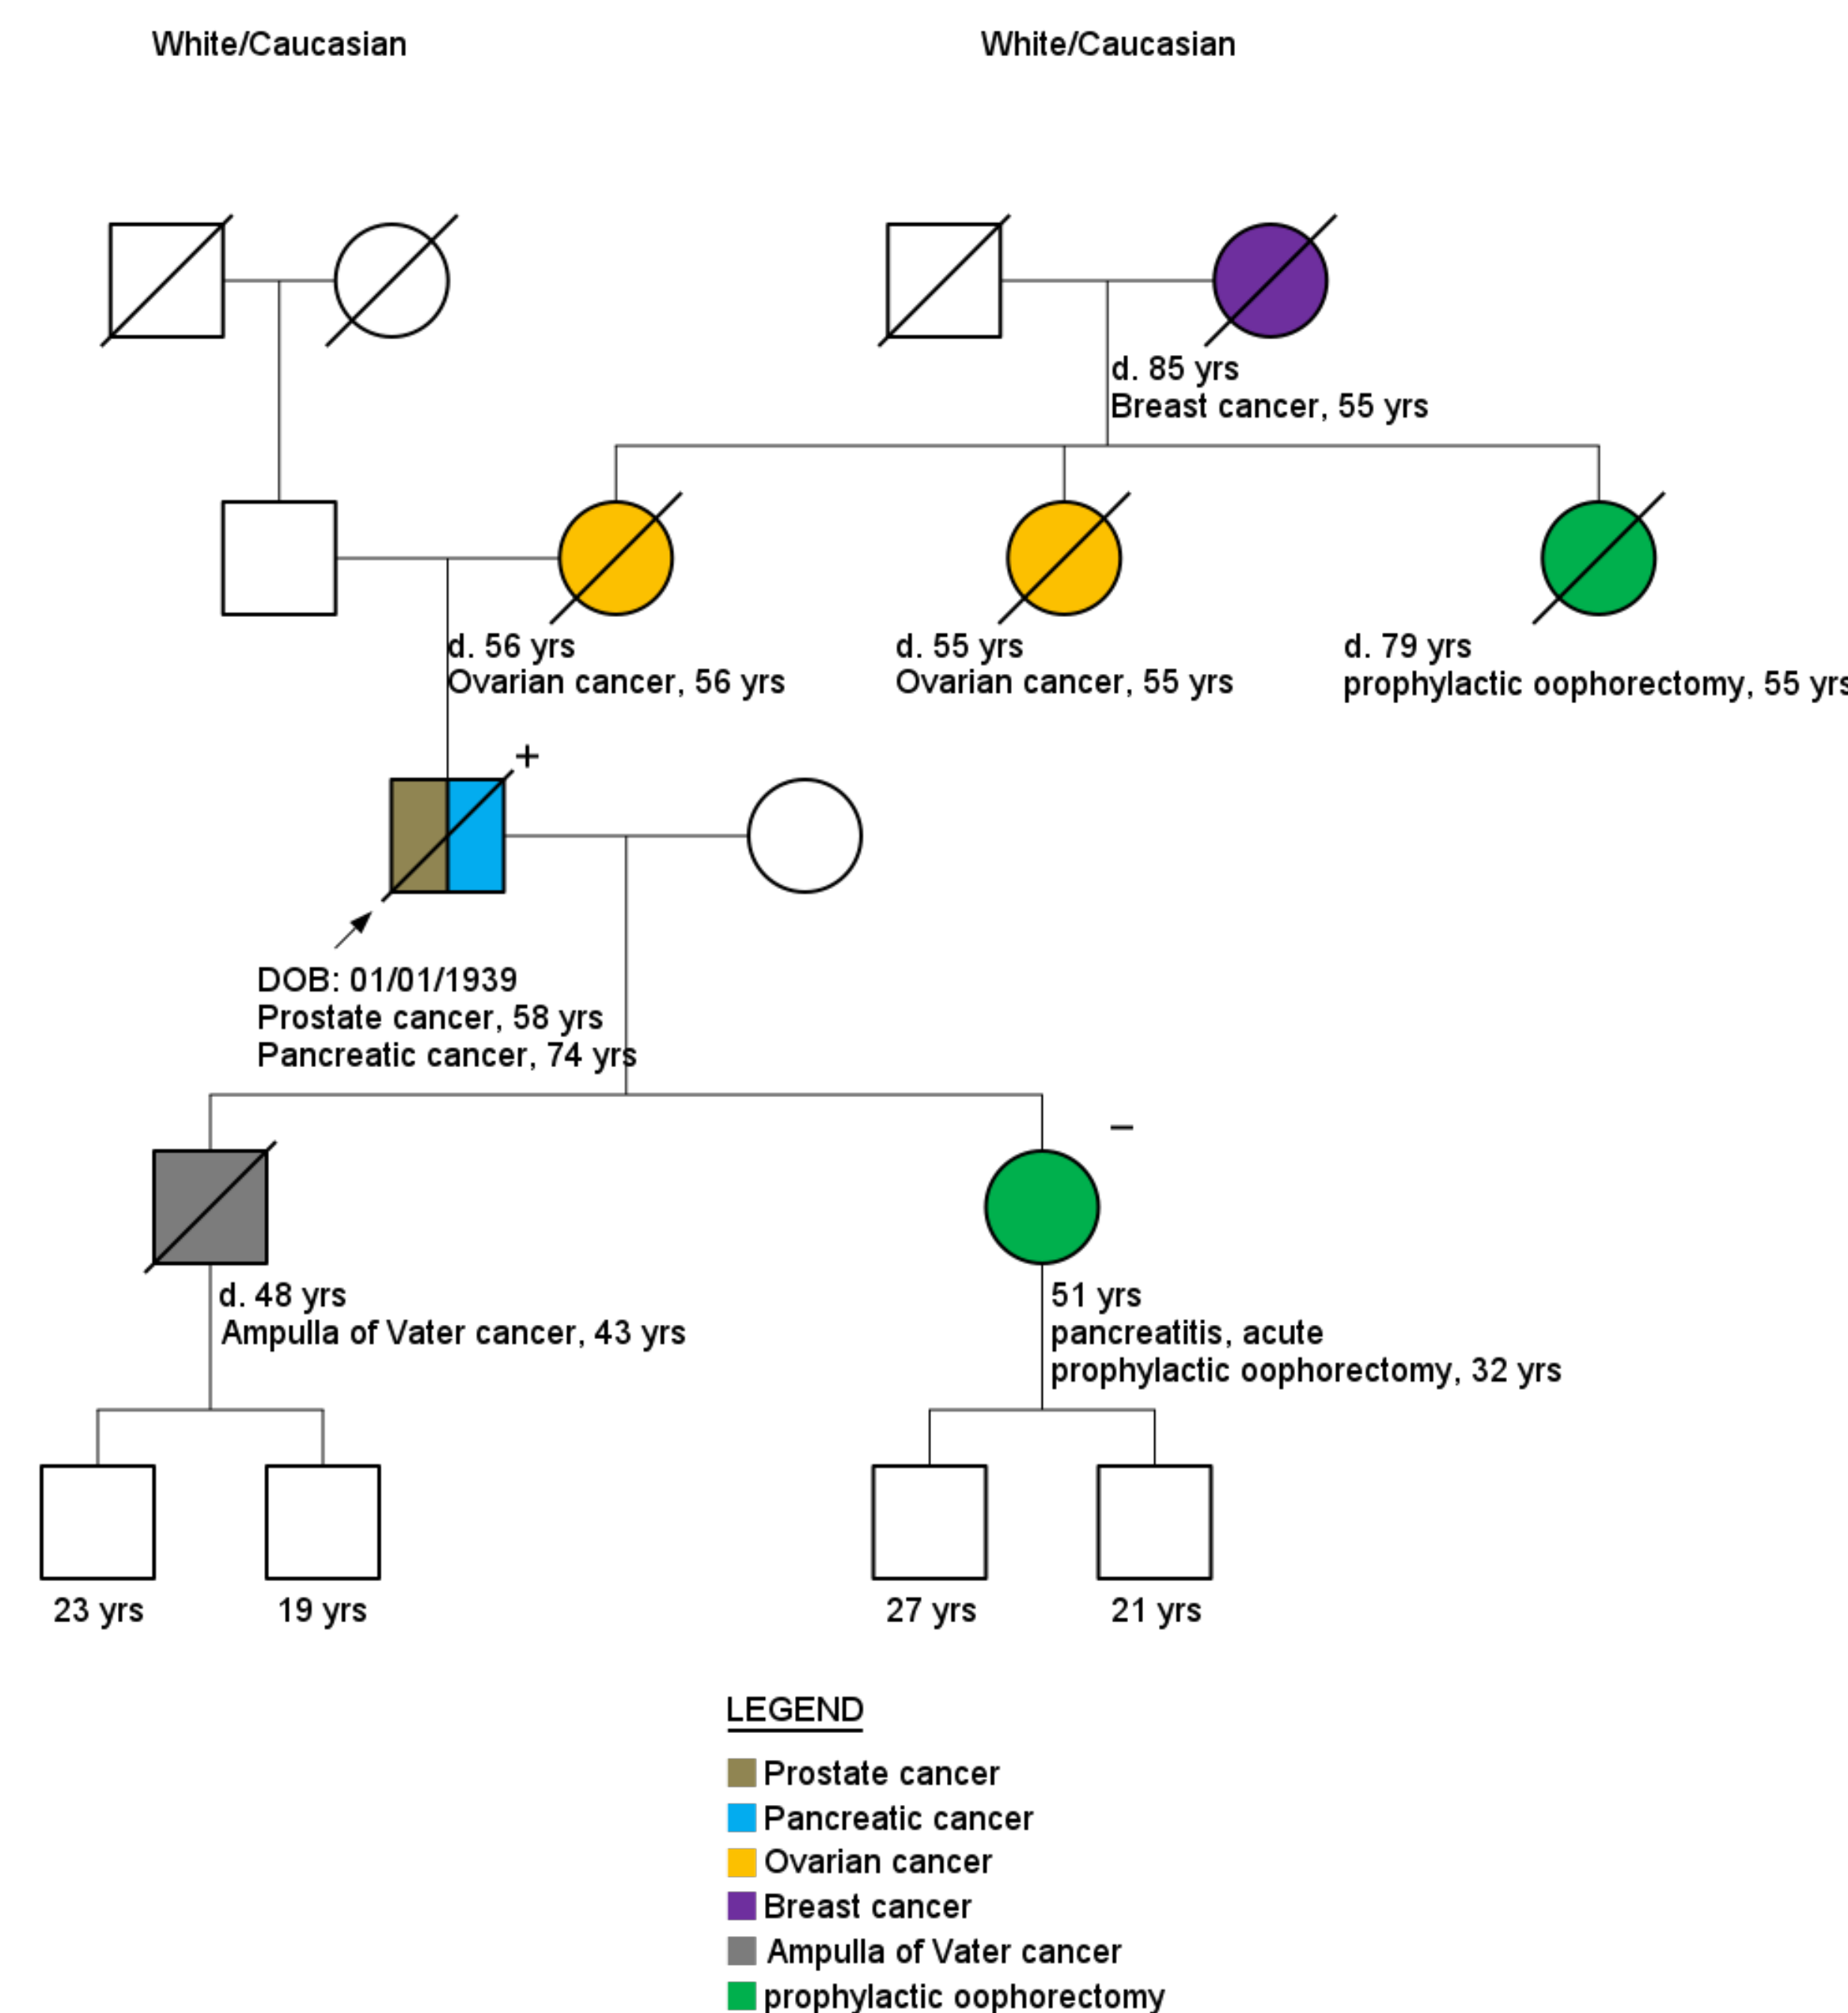 White/Caucasian
White/Caucasian
d. 85 yrs
Breast cancer, 55 yrs
d. 56 yrs
Ovarian cancer, 56 yrs
d. 55 yrs
Ovarian cancer, 55 yrs
d. 79 yrs
prophylactic oophorectomy, 55 yrs
+
DOB: 01/01/1939
Prostate cancer, 58 yrs
Pancreatic cancer, 74 yrs
–
d. 48 yrs
Ampulla of Vater cancer, 43 yrs
51 yrs
pancreatitis, acute
prophylactic oophorectomy, 32 yrs
23 yrs
19 yrs
27 yrs
21 yrs
LEGEND
Prostate cancer
Pancreatic cancer
Ovarian cancer
Breast cancer
Ampulla of Vater cancer
prophylactic oophorectomy